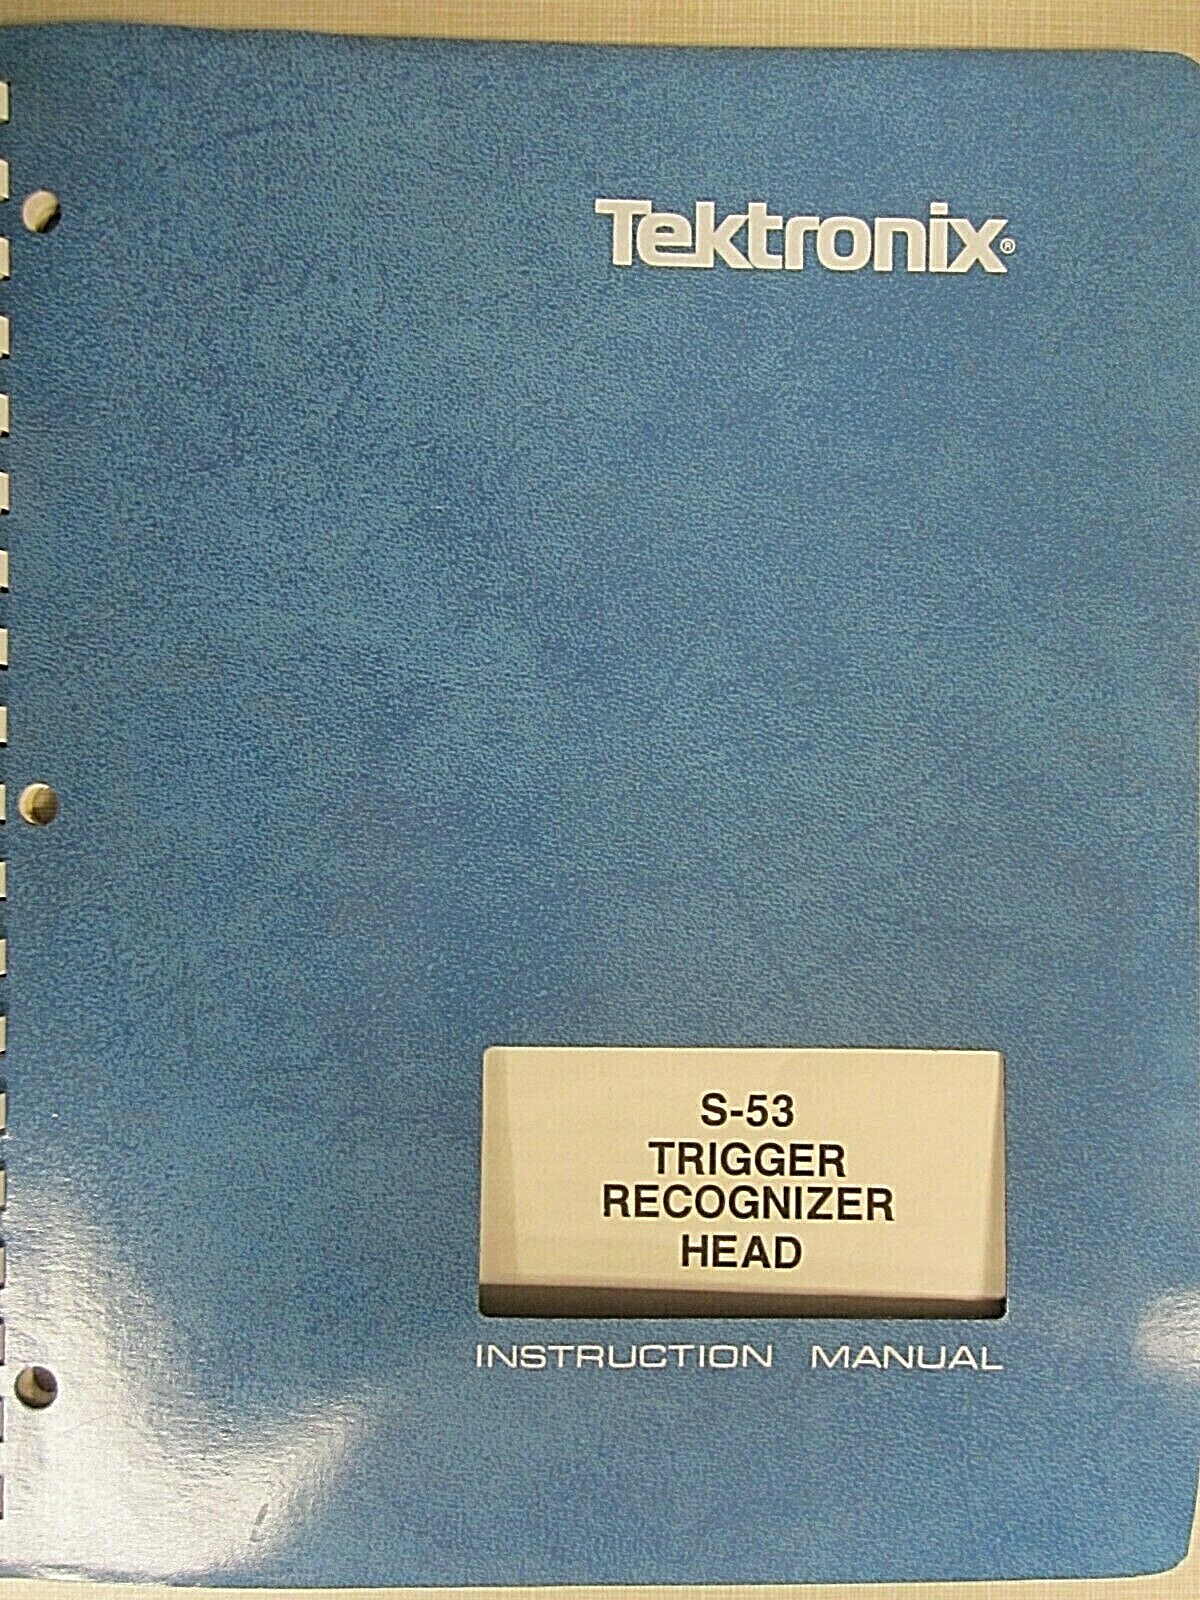 Tektronix®
S-53
TRIGGER
RECOGNIZER
HEAD
INSTRUCTION MANUAL